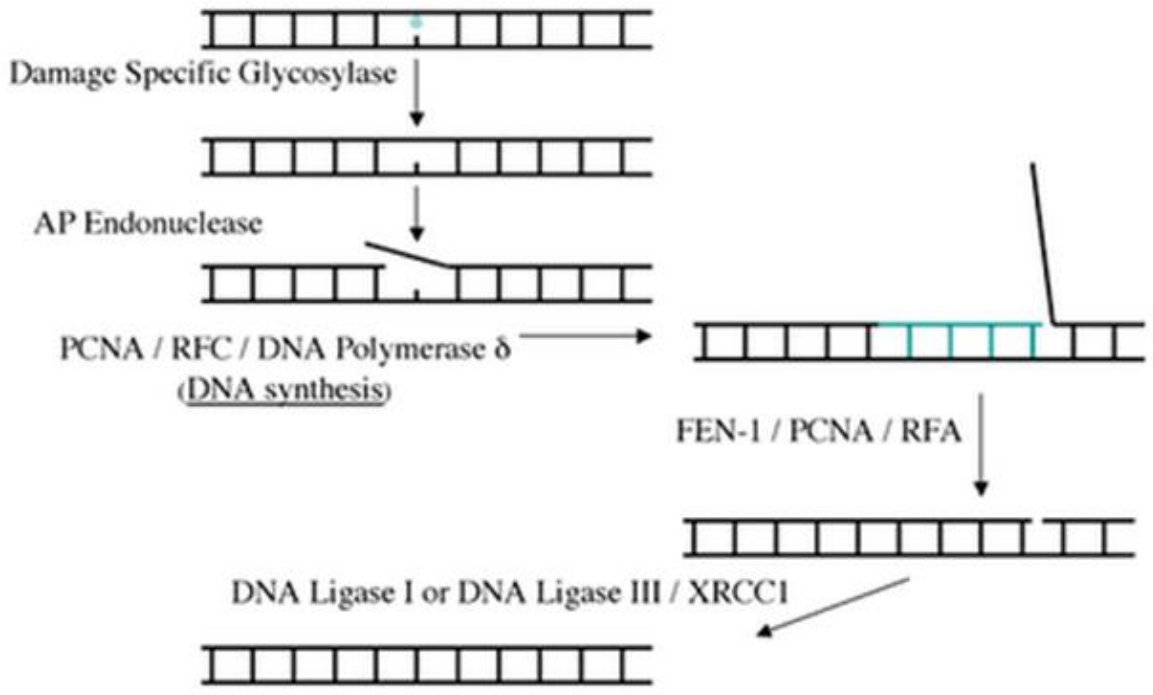 Damage Specific Glycosylase
AP Endonuclease
PCNA / RFC / DNA Polymerase δ
(DNA synthesis)
FEN-1 / PCNA / RFA
DNA Ligase I or DNA Ligase III / XRCC1